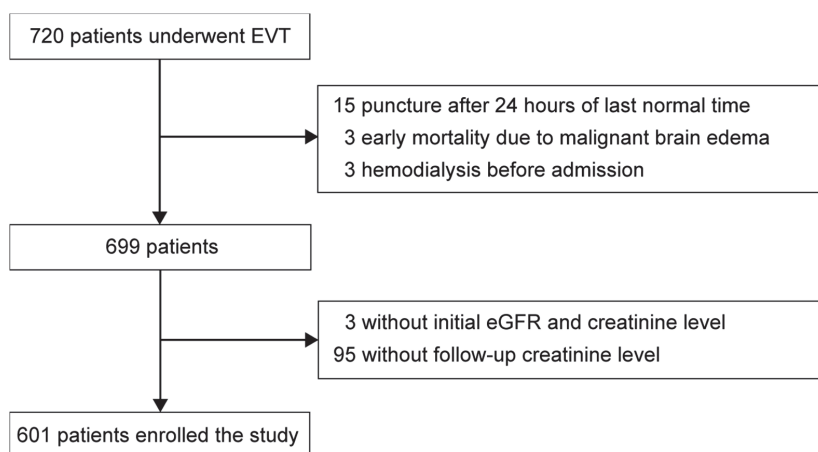 720 patients underwent EVT
15 puncture after 24 hours of last normal time
3 early mortality due to malignant brain edema
3 hemodialysis before admission
699 patients
3 without initial eGFR and creatinine level
95 without follow-up creatinine level
601 patients enrolled the study